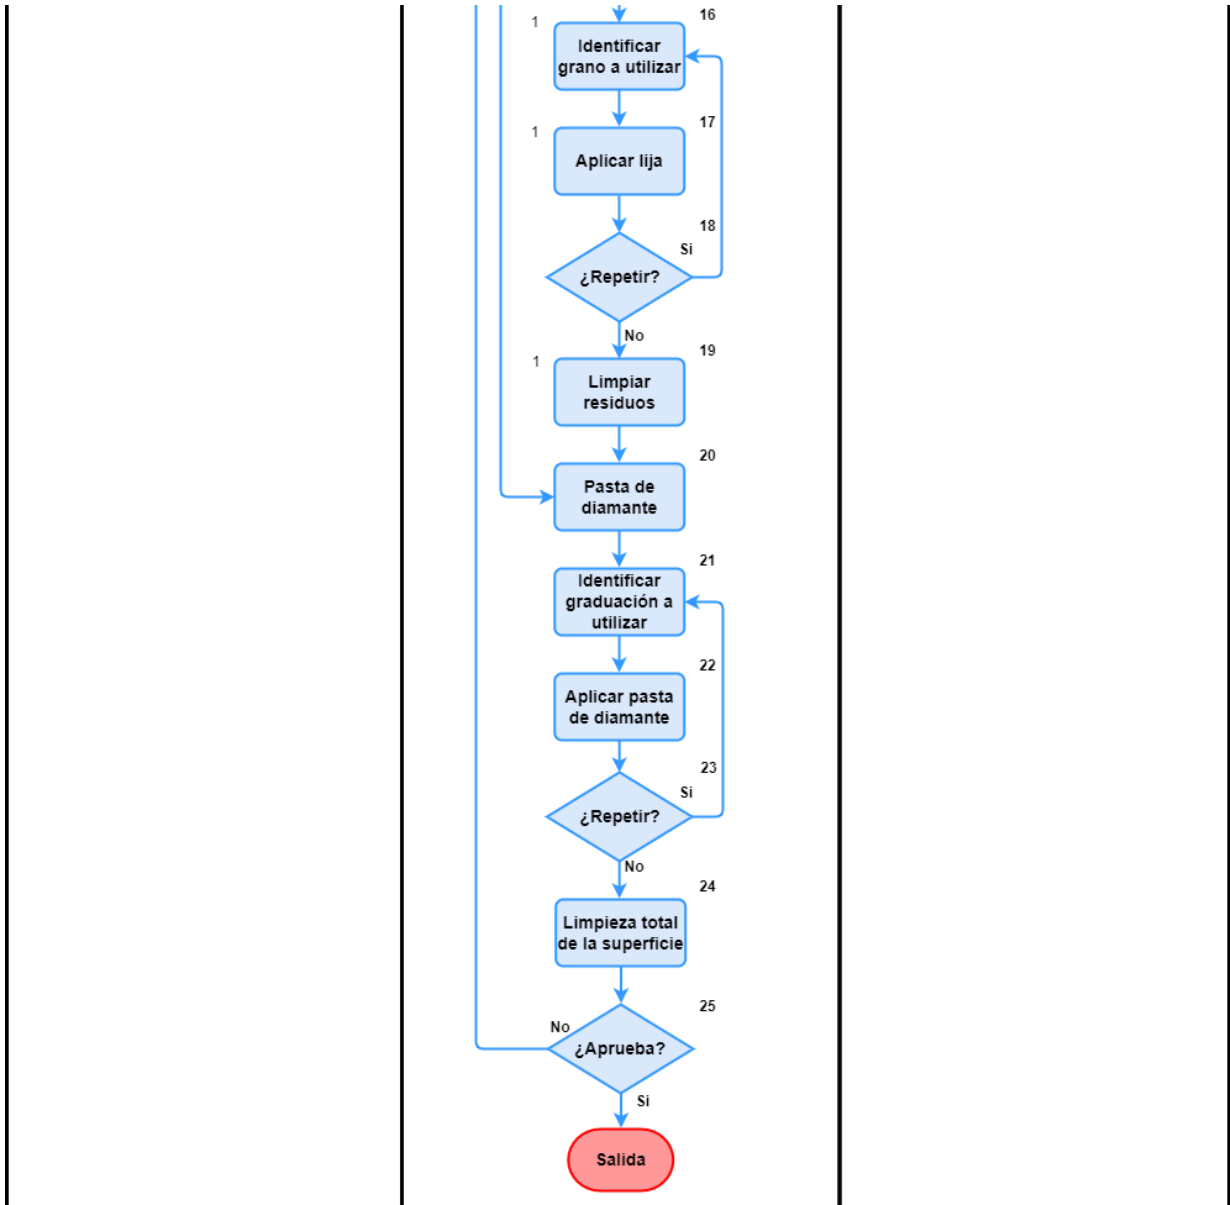 16
1
Identificar
grano a utilizar
17
1
Aplicar lija
18
Si
¿Repetir?
No
19
1
Limpiar
residuos
20
Pasta de
diamante
21
Identificar
graduación a
utilizar
22
Aplicar pasta
de diamante
23
Si
¿Repetir?
No
24
Limpieza total
de la superficie
25
No
¿Aprueba?
Si
Salida